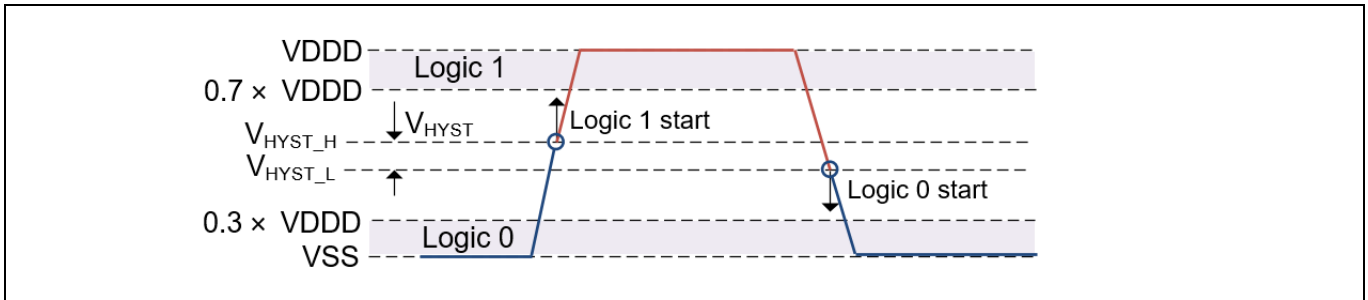 VDDD
Logic 1
0.7 × VDDD
VHYST
Logic 1 start
VHYST_H
VHYST_L
Logic 0 start
0.3 × VDDD
Logic 0
VSS